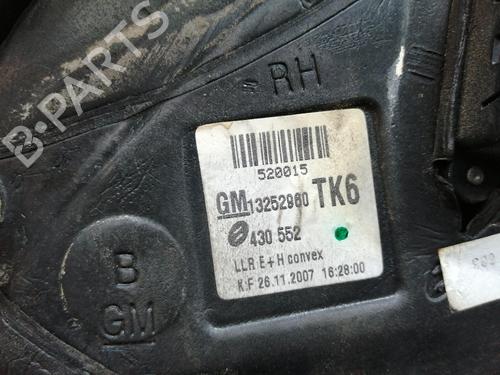 B-PARTS
RH
520015
GM 13252960 TK6
430 552
LLR E+H convex
K.F 26.11.2007 16:28:00
B
GM